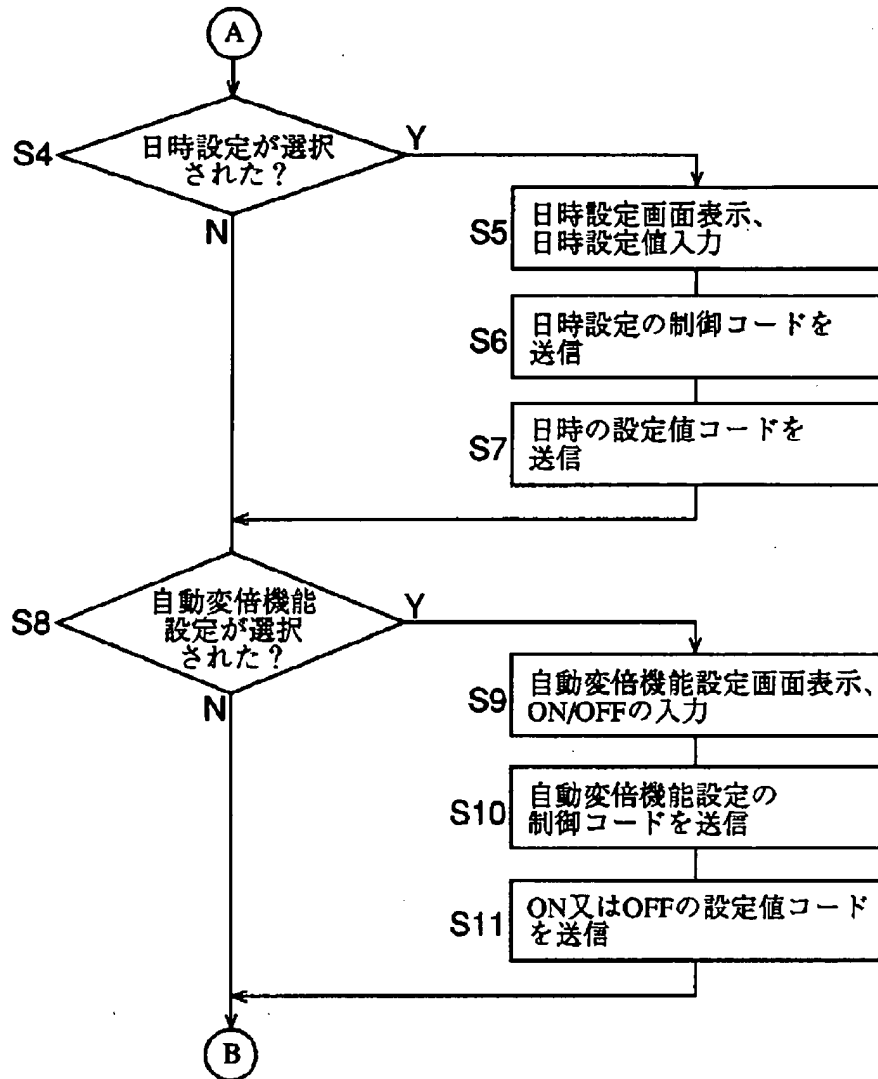 A
S4
日時設定が選択
された?
Y
N
S5
日時設定画面表示、
日時設定値入力
S6
日時設定の制御コードを
送信
S7
日時の設定値コードを
送信
S8
自動変倍機能
設定が選択
された?
Y
N
S9
自動変倍機能設定画面表示、
ON/OFFの入力
S10
自動変倍機能設定の
制御コードを送信
S11
ON又はOFFの設定値コード
を送信
B